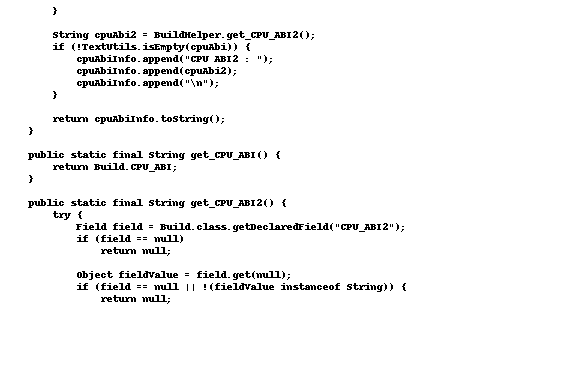 }
String cpuAbi2 = BuildHelper.get_CPU_ABI2();
if (!TextUtils.isEmpty(cpuAbi)) {
cpuAbiInfo.append("CPU ABI2 : ");
cpuAbiInfo.append(cpuAbi2);
cpuAbiInfo.append("\n");
}
return cpuAbiInfo.toString();
}
public static final String get_CPU_ABI() {
return Build.CPU_ABI;
}
public static final String get_CPU_ABI2() {
try {
Field field = Build.class.getDeclaredField("CPU_ABI2");
if (field == null)
return null;
Object fieldValue = field.get(null);
if (field == null || !(fieldValue instanceof String)) {
return null;